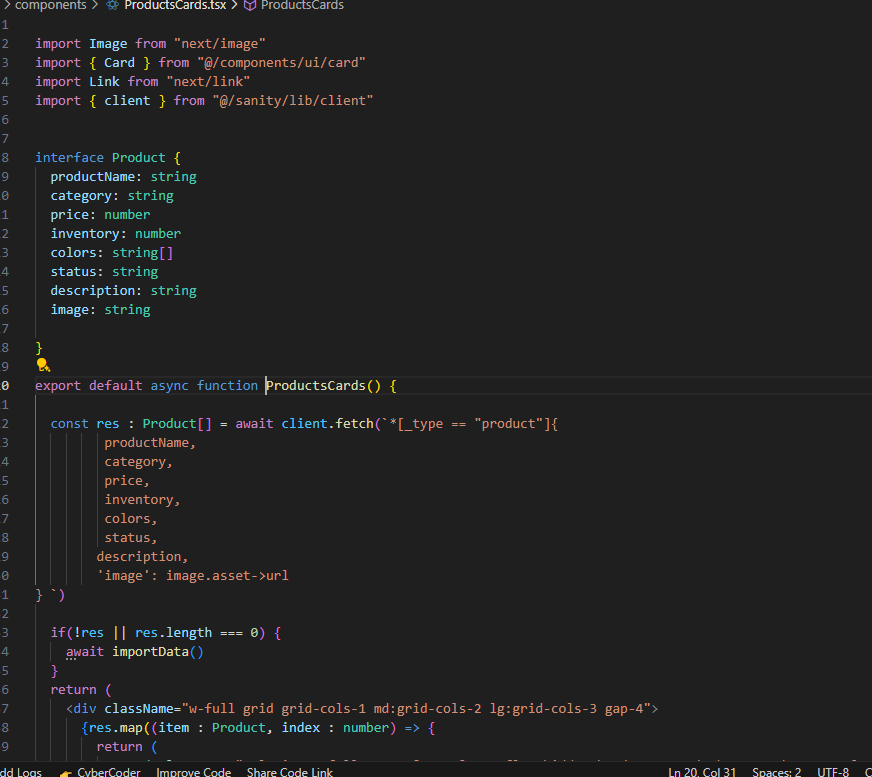 components > ProductsCards.tsx > ProductsCards
1
2 import Image from "next/image"
3 import { Card } from "@/components/ui/card"
4 import Link from "next/link"
5 import { client } from "@/sanity/lib/client"
6
7
8 interface Product {
9 productName: string
0 category: string
1 price: number
2 inventory: number
3 colors: string[]
4 status: string
5 description: string
6 image: string
7
8 }
9
0 export default async function ProductsCards() {
1
2 const res : Product[] = await client.fetch(`*[_type == "product"]{
3 productName,
4 category,
5 price,
6 inventory,
7 colors,
8 status,
9 description,
0 'image': image.asset->url
1 } `)
2
3 if(!res || res.length === 0) {
4 await importData()
5 }
6 return (
7 <div className="w-full grid grid-cols-1 md:grid-cols-2 lg:grid-cols-3 gap-4">
8 {res.map((item : Product, index : number) => {
9 return (
dd Logs CyberCoder Improve Code Share Code Link Ln 20, Col 31 Spaces: 2 UTF-8